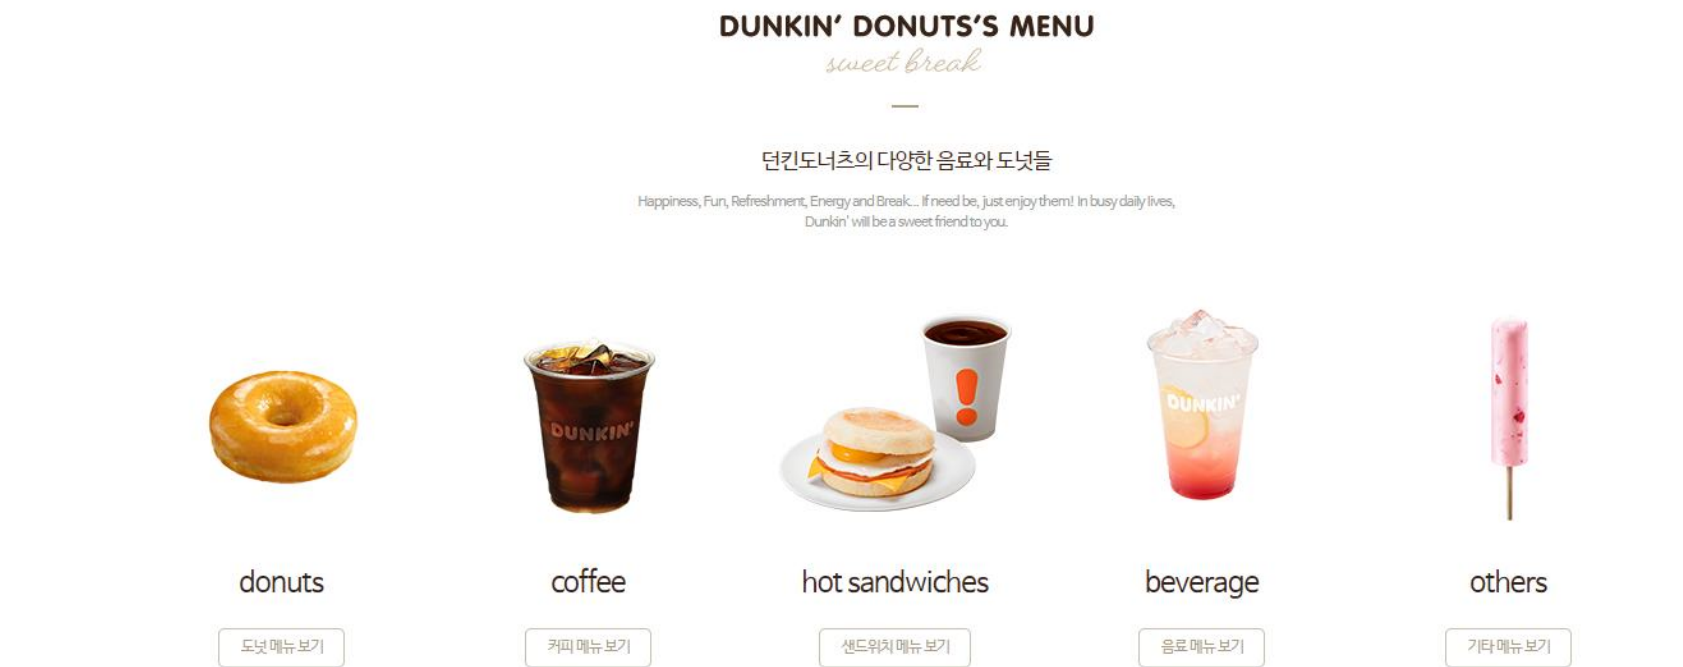 DUNKIN' DONUTS'S MENU
sweet break
던킨도너츠의 다양한 음료와 도넛들
Happiness, Fun, Refreshment, Energy and Break... If need be, just enjoy them! In busy daily lives,
Dunkin' will be a sweet friend to you.
DUNKIN'
DUNKIN'
donuts
coffee
hot sandwiches
beverage
others
도넛 메뉴 보기
커피 메뉴 보기
샌드위치 메뉴 보기
음료 메뉴 보기
기타 메뉴 보기